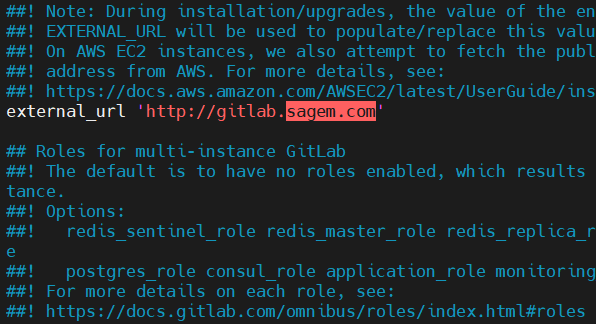 ##! Note: During installation/upgrades, the value of the en
##! EXTERNAL_URL will be used to populate/replace this valu
##! On AWS EC2 instances, we also attempt to fetch the publ
##! address from AWS. For more details, see:
##! https://docs.aws.amazon.com/AWSEC2/latest/UserGuide/ins
external_url 'http://gitlab.sagem.com'
## Roles for multi-instance GitLab
##! The default is to have no roles enabled, which results
tance.
##! Options:
##!   redis_sentinel_role redis_master_role redis_replica_r
e
##!   postgres_role consul_role application_role monitoring
##! For more details on each role, see:
##! https://docs.gitlab.com/omnibus/roles/index.html#roles